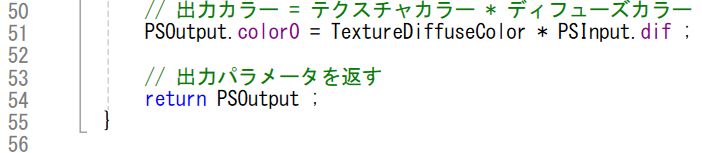 50 // 出力カラー = テクスチャカラー * ディフューズカラー
51 PSOutput.color0 = TextureDiffuseColor * PSInput.dif ;
52
53 // 出力パラメータを返す
54 return PSOutput ;
55 }
56